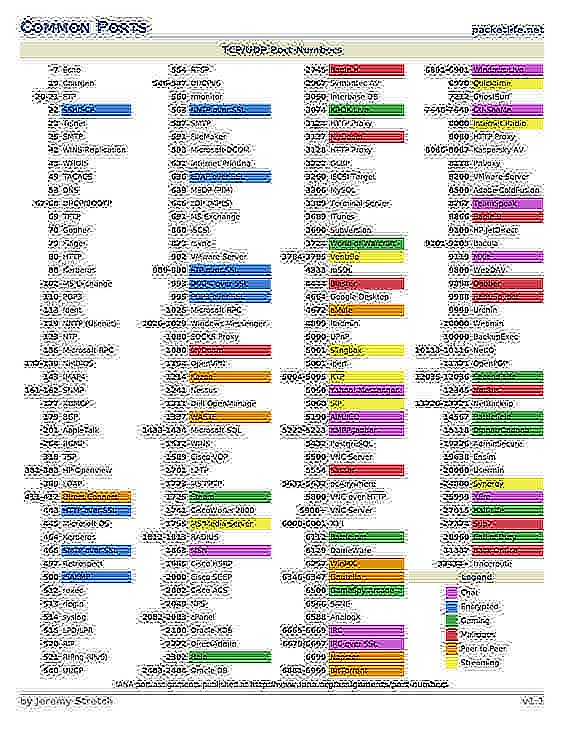 COMMON PORTS
packetlife.net
TCP/UDP Port Numbers
7 Echo
19 Chargen
20-21 FTP
22 SSH/SCP
23 Telnet
25 SMTP
42 WINS Replication
43 WHOIS
49 TACACS
53 DNS
67-68 DHCP/BOOTP
69 TFTP
70 Gopher
79 Finger
80 HTTP
88 Kerberos
102 MS Exchange
110 POP3
113 Ident
119 NNTP (Usenet)
123 NTP
135 Microsoft RPC
137-139 NetBIOS
143 IMAP4
161-162 SNMP
177 XDMCP
179 BGP
201 AppleTalk
264 BGMP
318 TSP
381-383 HP Openview
389 LDAP
411-412 Direct Connect
443 HTTP over SSL
445 Microsoft DS
464 Kerberos
465 SMTP over SSL
497 Retrospect
500 ISAKMP
512 rexec
513 rlogin
514 syslog
515 LPD/LPR
520 RIP
521 RIPng (IPv6)
540 UUCP
554 RTSP
546-547 DHCPv6
560 rmonitor
563 NNTP over SSL
587 SMTP
591 FileMaker
593 Microsoft DCOM
631 Internet Printing
636 LDAP over SSL
639 MSDP (PIM)
646 LDP (MPLS)
691 MS Exchange
860 iSCSI
873 rsync
902 VMware Server
989-990 FTP over SSL
993 IMAP4 over SSL
995 POP3 over SSL
1025 Microsoft RPC
1026-1029 Windows Messenger
1080 SOCKS Proxy
1080 MyDoom
1194 OpenVPN
1214 Kazaa
1241 Nessus
1311 Dell OpenManage
1337 WASTE
1433-1434 Microsoft SQL
1512 WINS
1589 Cisco VQP
1701 L2TP
1723 MS PPTP
1725 Steam
1741 CiscoWorks 2000
1755 MS Media Server
1812-1813 RADIUS
1863 MSN
1985 Cisco HSRP
2000 Cisco SCCP
2002 Cisco ACS
2049 NFS
2082-2083 cPanel
2100 Oracle XDB
2222 DirectAdmin
2302 Halo
2483-2484 Oracle DB
2745 Bagle.H
2967 Symantec AV
3050 Interbase DB
3074 XBOX Live
3124 HTTP Proxy
3127 MyDoom
3128 HTTP Proxy
3222 GLBP
3260 iSCSI Target
3306 MySQL
3389 Terminal Server
3689 iTunes
3690 Subversion
3724 World of Warcraft
3784-3785 Ventrilo
4333 mSQL
4444 Blaster
4664 Google Desktop
4672 eMule
4899 Radmin
5000 UPnP
5001 Slingbox
5001 iperf
5004-5005 RTP
5050 Yahoo! Messenger
5060 SIP
5190 AIM/ICQ
5222-5223 XMPP/Jabber
5432 PostgreSQL
5500 VNC Server
5554 Sasser
5631-5632 pcAnywhere
5800 VNC over HTTP
5900+ VNC Server
6000-6001 X11
6112 Battle.net
6129 DameWare
6257 WinMX
6346-6347 Gnutella
6500 GameSpy Arcade
6566 SANE
6588 AnalogX
6665-6669 IRC
6679/6697 IRC over SSL
6699 Napster
6881-6999 BitTorrent
6891-6901 Windows Live
6970 Quicktime
7212 GhostSurf
7648-7649 CU-SeeMe
8000 Internet Radio
8080 HTTP Proxy
8086-8087 Kaspersky AV
8118 Privoxy
8200 VMware Server
8500 Adobe ColdFusion
8767 TeamSpeak
8866 Bagle.B
9100 HP JetDirect
9101-9103 Bacula
9119 MXit
9800 WebDAV
9898 Dabber
9988 Rbot/Spybot
9999 Urchin
10000 Webmin
10000 BackupExec
10113-10116 NetIQ
11371 OpenPGP
12035-12036 Second Life
12345 NetBus
13720-13721 NetBackup
14567 Battlefield
15118 Dipnet/Oddbob
19226 AdminSecure
19638 Ensim
20000 Usermin
24800 Synergy
25999 Xfire
27015 Half-Life
27374 Sub7
28960 Call of Duty
31337 Back Orifice
33434+ traceroute
Legend
Chat
Encrypted
Gaming
Malicious
Peer to Peer
Streaming
IANA port assignments published at http://www.iana.org/assignments/port-numbers
by Jeremy Stretch
v1.1